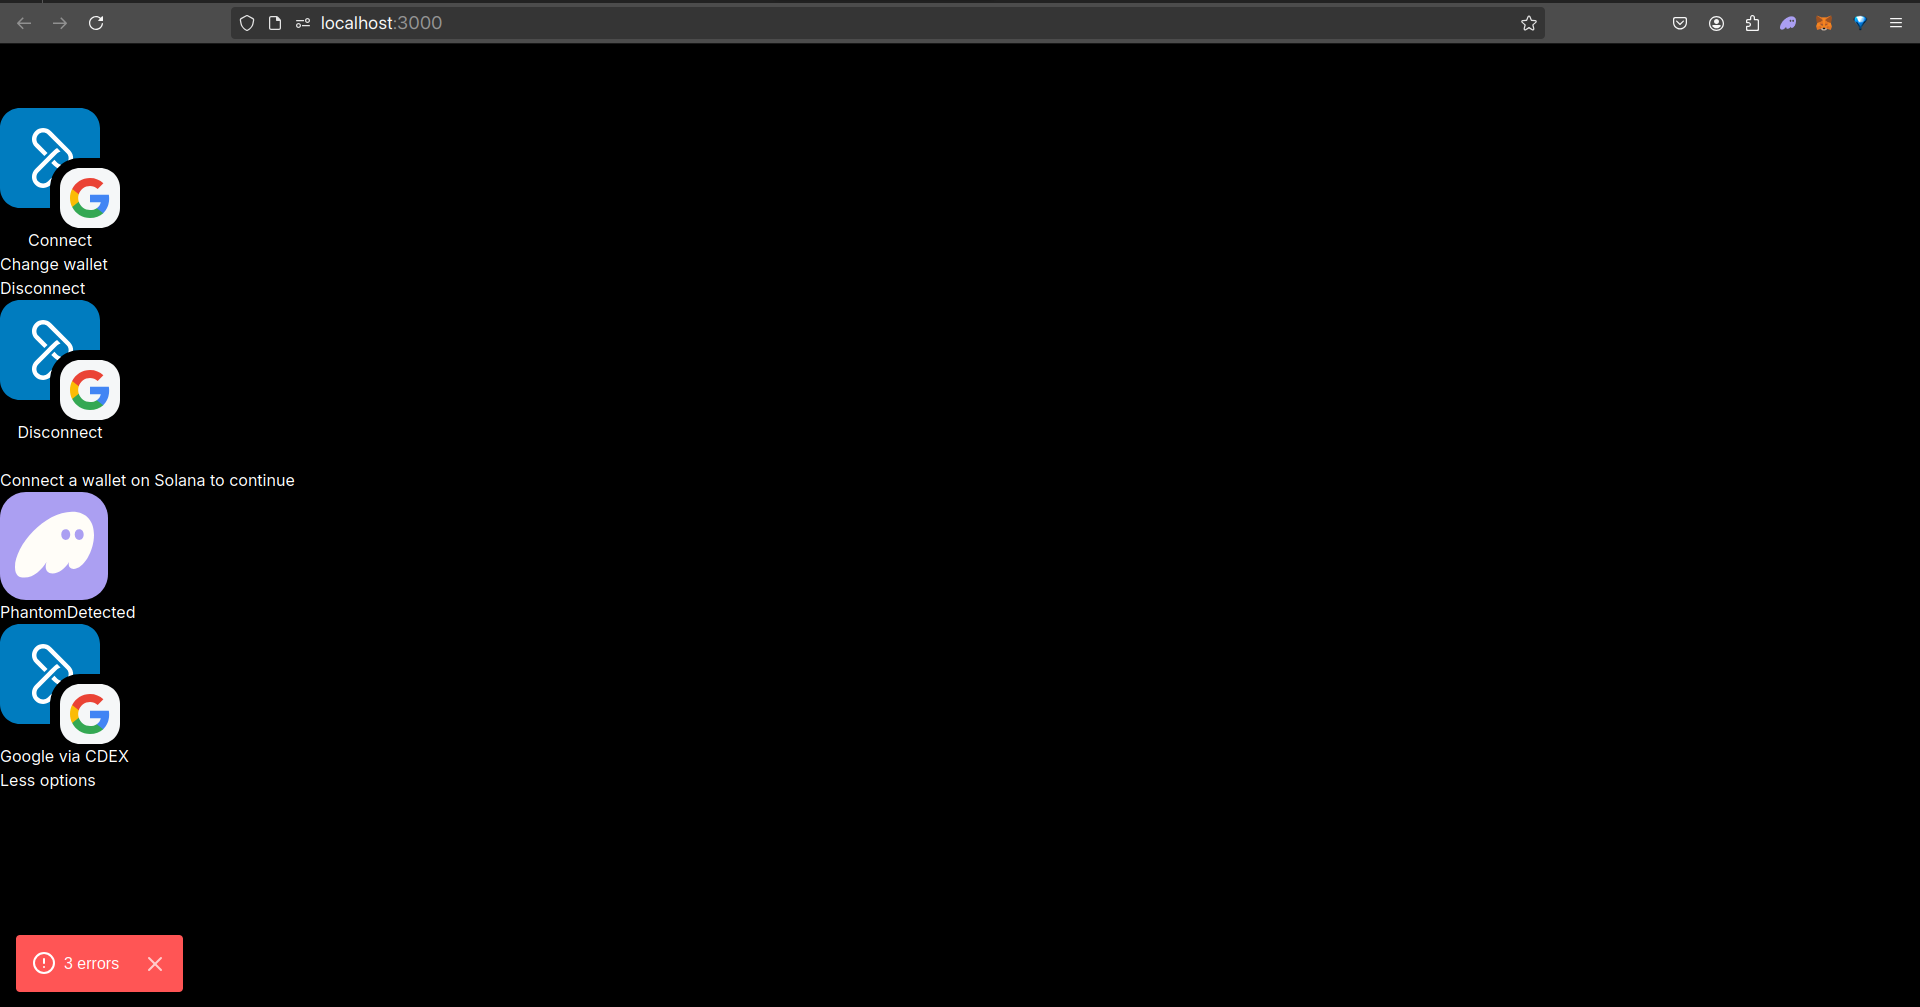 localhost:3000
Connect
Change wallet
Disconnect
Disconnect
Connect a wallet on Solana to continue
PhantomDetected
Google via CDEX
Less options
3 errors